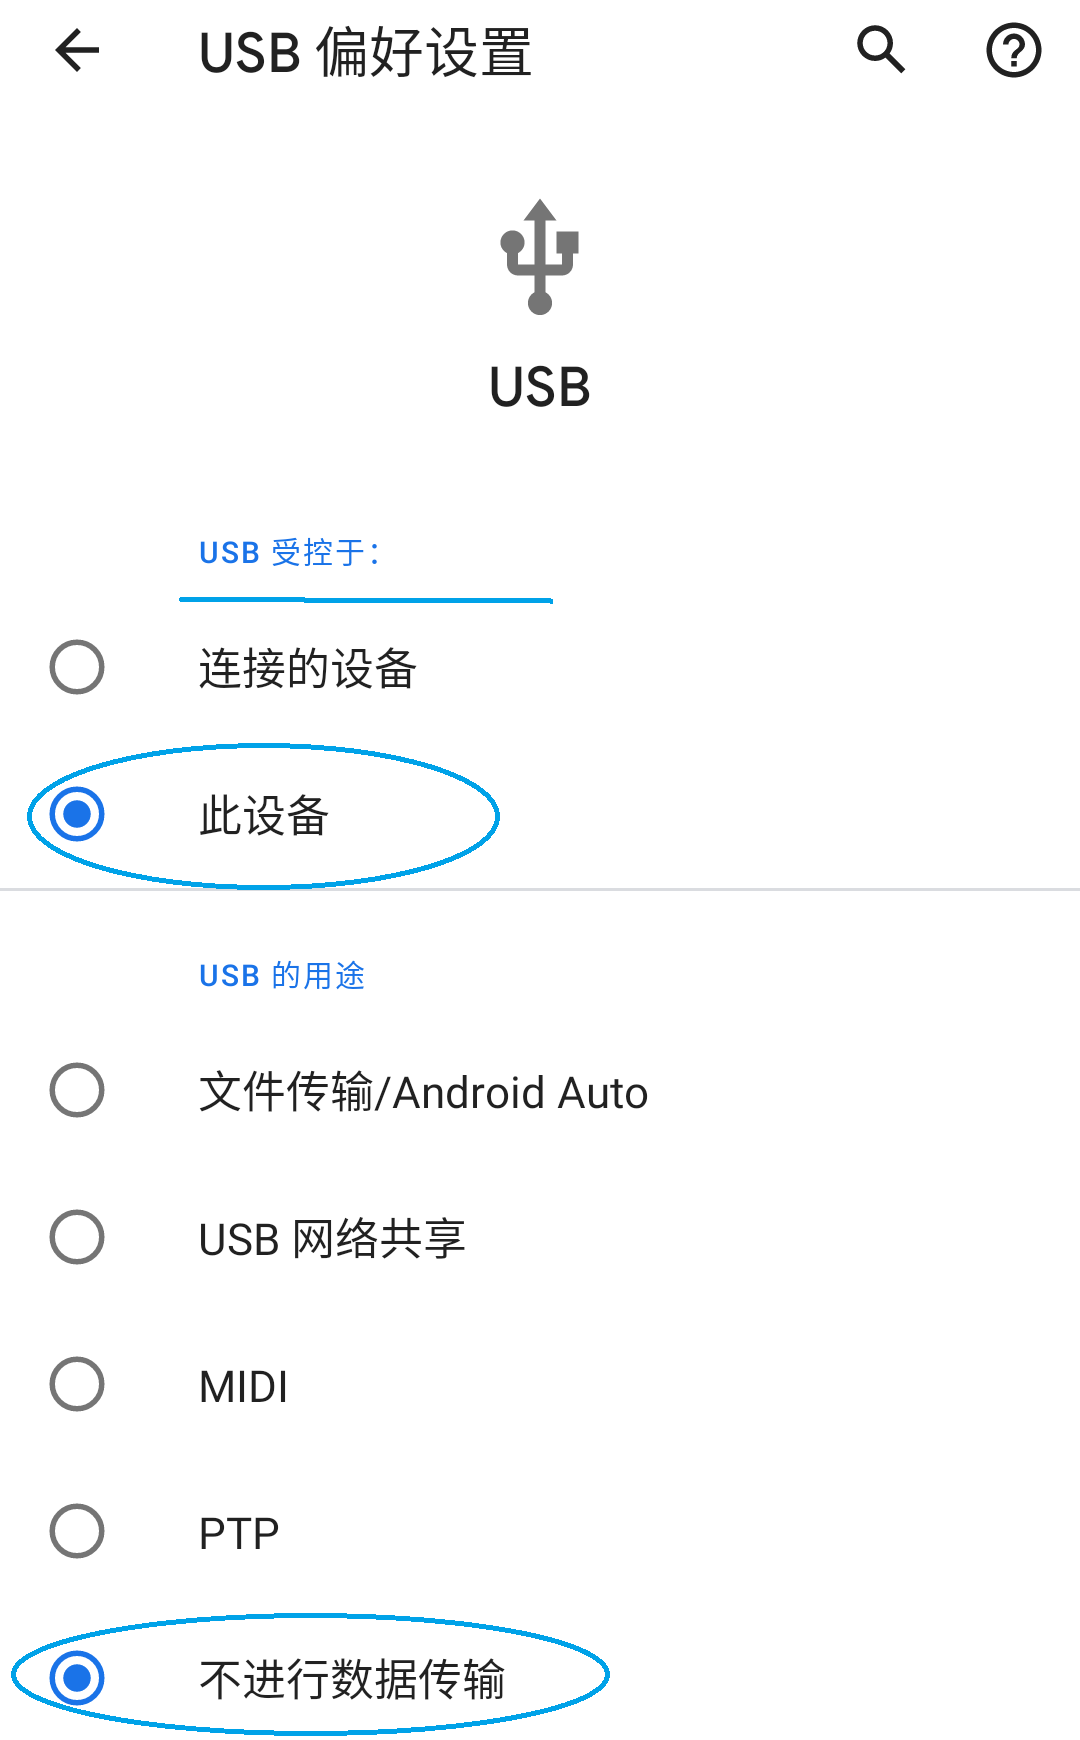 USB 偏好设置
USB
USB 受控于：
连接的设备
此设备
USB 的用途
文件传输/Android Auto
USB 网络共享
MIDI
PTP
不进行数据传输